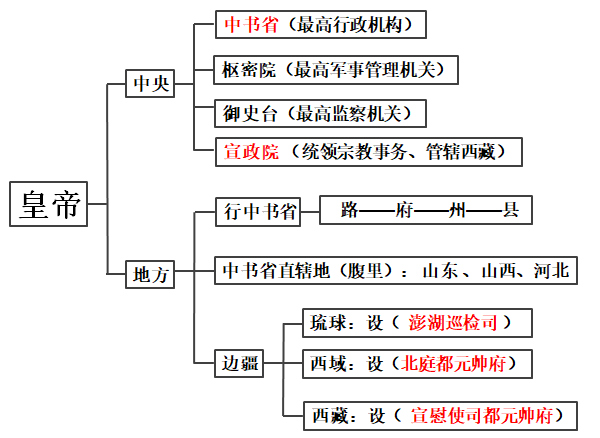 皇帝
中央
中书省（最高行政机构）
枢密院（最高军事管理机关）
御史台（最高监察机关）
宣政院（统领宗教事务、管辖西藏）
地方
行中书省
路——府——州——县
中书省直辖地（腹里）：山东、山西、河北
边疆
琉球：设（ 澎湖巡检司 ）
西域：设（北庭都元帅府）
西藏：设（ 宣慰使司都元帅府）